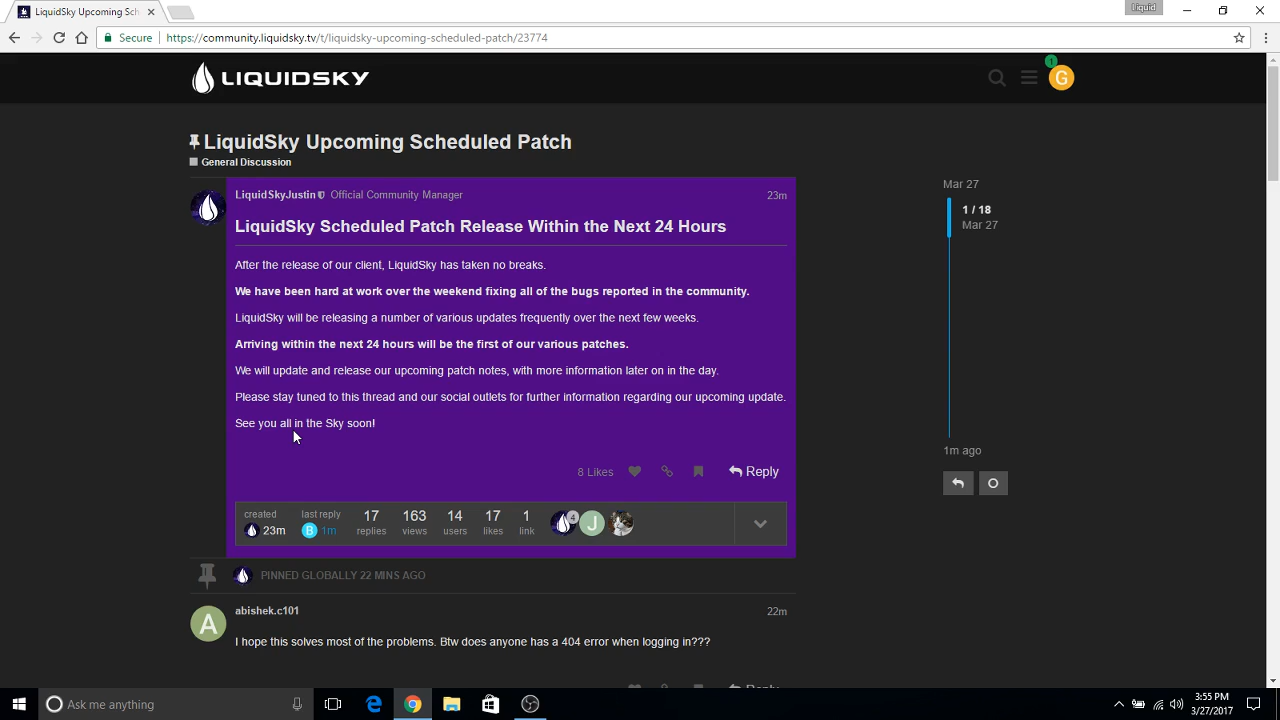 LiquidSky Upcoming Sch
liquid
Secure
https://community.liquidsky.tv/t/liquidsky-upcoming-scheduled-patch/23774
LIQUIDSKY
1
G
LiquidSky Upcoming Scheduled Patch
General Discussion
LiquidSkyJustin Official Community Manager 23m
LiquidSky Scheduled Patch Release Within the Next 24 Hours
After the release of our client, LiquidSky has taken no breaks.
We have been hard at work over the weekend fixing all of the bugs reported in the community.
LiquidSky will be releasing a number of various updates frequently over the next few weeks.
Arriving within the next 24 hours will be the first of our various patches.
We will update and release our upcoming patch notes, with more information later on in the day.
Please stay tuned to this thread and our social outlets for further information regarding our upcoming update.
See you all in the Sky soon!
8 Likes Reply
created last reply 17 163 14 17 1
23m B 1m replies views users likes link
4 J
Mar 27
1 / 18
Mar 27
1m ago
PINNED GLOBALLY 22 MINS AGO
A abishek.c101 22m
I hope this solves most of the problems. Btw does anyone has a 404 error when logging in???
Reply
Ask me anything
3:55 PM
3/27/2017